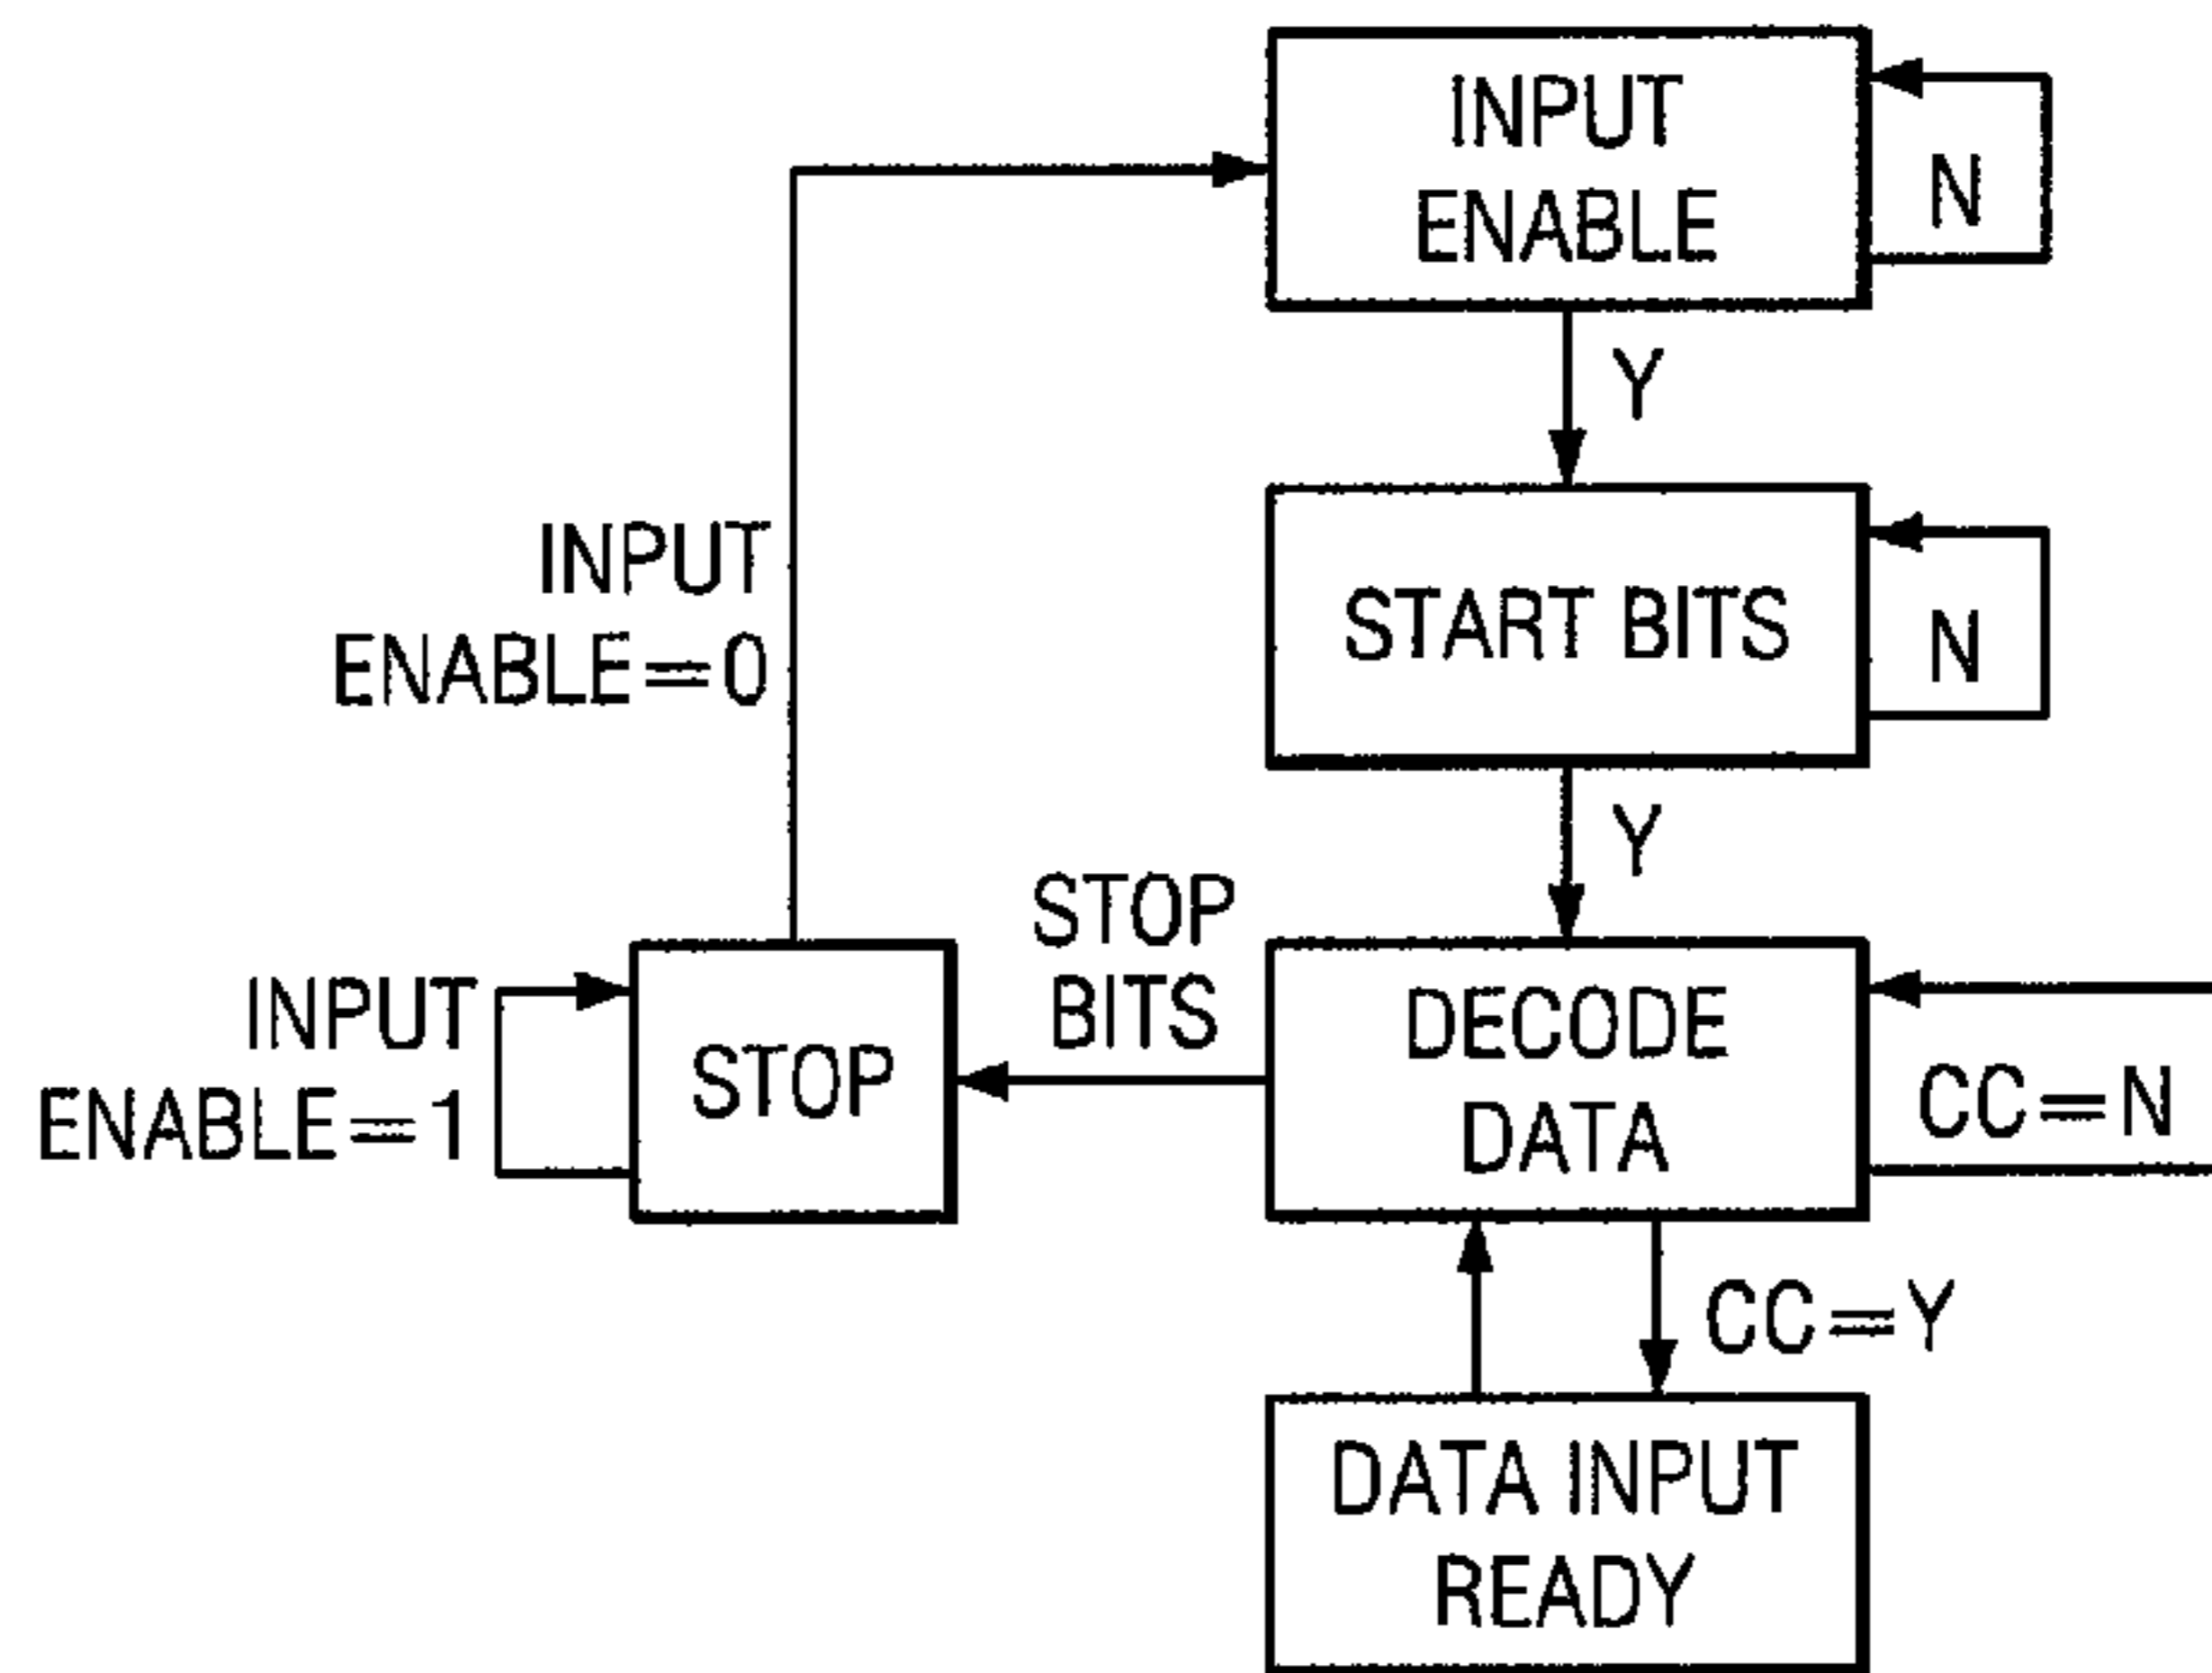 INPUT
ENABLE
N
Y
START BITS
N
INPUT
ENABLE=0
Y
STOP
BITS
DECODE
DATA
CC=N
INPUT
ENABLE=1
STOP
CC=Y
DATA INPUT
READY